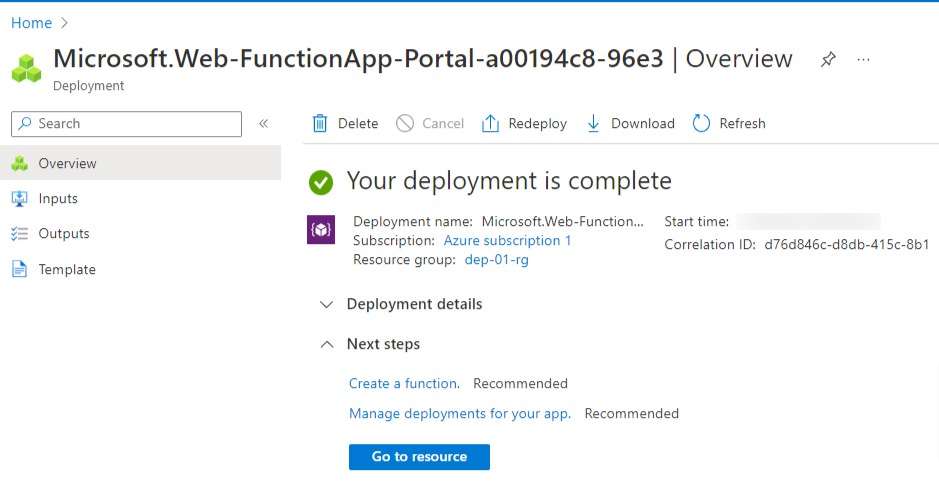 Home >
Microsoft.Web-FunctionApp-Portal-a00194c8-96e3 | Overview
Deployment
Search
Delete Cancel Redeploy Download Refresh
Overview
Inputs
Outputs
Template
Your deployment is complete
Deployment name: Microsoft.Web-Function...
Subscription: Azure subscription 1
Resource group: dep-01-rg
Start time:
Correlation ID: d76d846c-d8db-415c-8b1
Deployment details
Next steps
Create a function. Recommended
Manage deployments for your app. Recommended
Go to resource